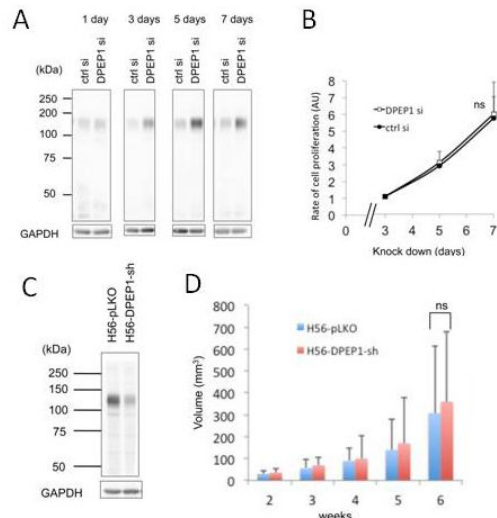 A
1 day
3 days
5 days
7 days
ctrl si
DPEP1 si
ctrl si
DPEP1 si
ctrl si
DPEP1 si
ctrl si
DPEP1 si
(kDa)
250
200
100
50
GAPDH
B
Rate of cell proliferation (AU)
8
7
6
5
4
3
2
1
0
DPEP1 si
ctrl si
ns
0
3
5
7
Knock down (days)
C
H56-pLKO
H56-DPEP1-sh
(kDa)
250
150
100
75
50
GAPDH
D
Volume (mm³)
800
700
600
500
400
300
200
100
0
H56-pLKO
H56-DPEP1-sh
ns
2
3
4
5
6
weeks